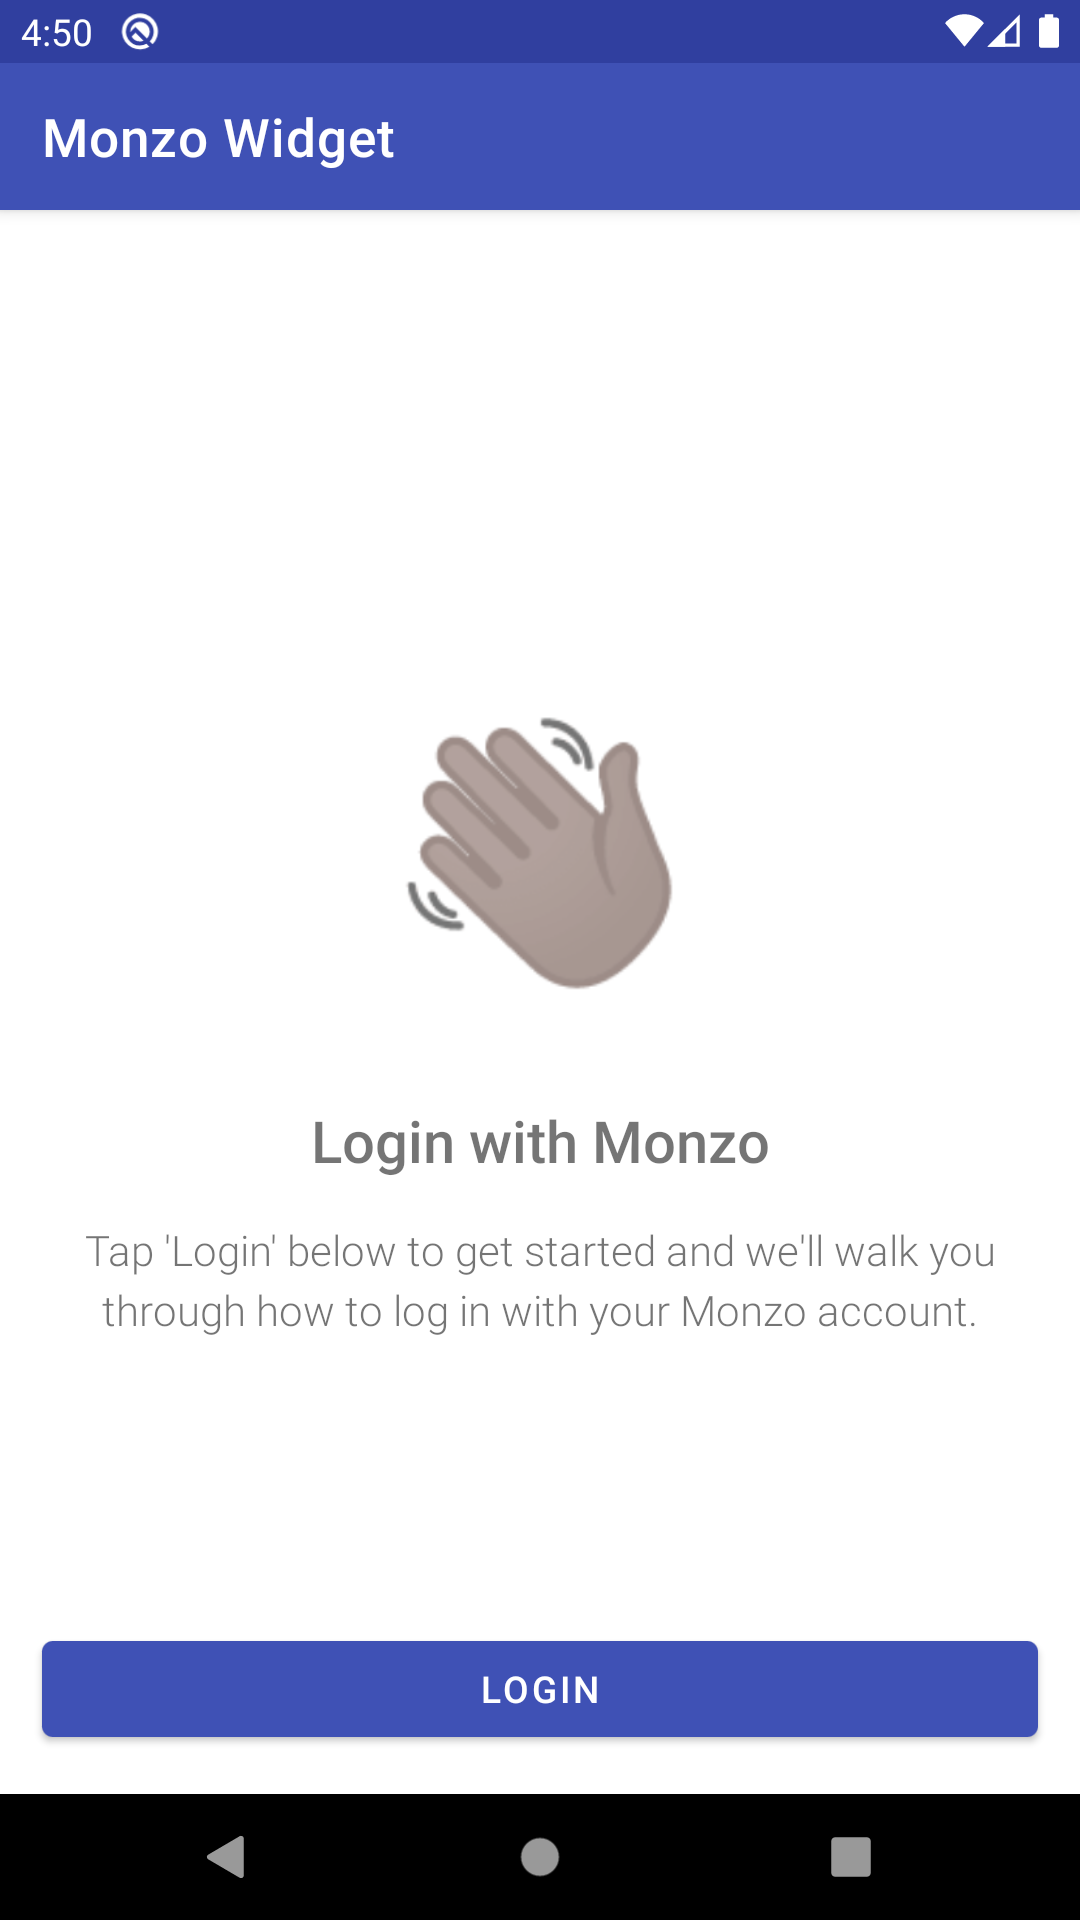 4:50
Monzo Widget
Login with Monzo
Tap 'Login' below to get started and we'll walk you
through how to log in with your Monzo account.
LOGIN